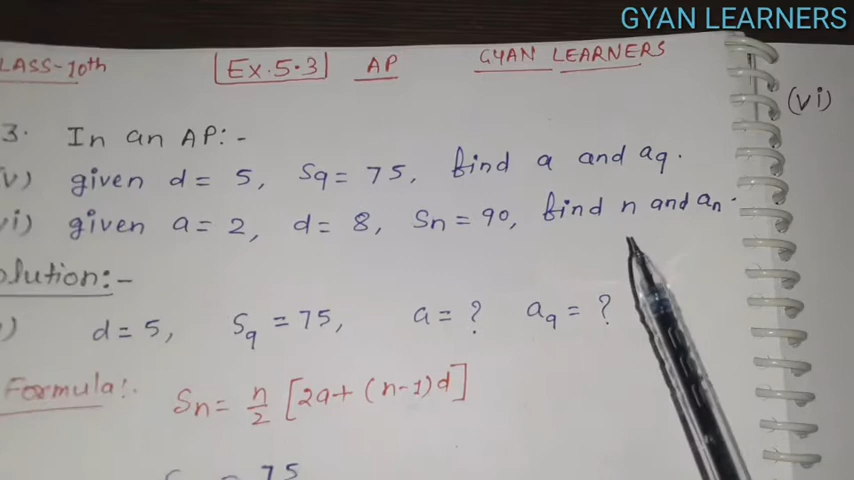 GYAN LEARNERS
LASS-10th Ex.5.3 AP GYAN LEARNERS
(vi)
3. In an AP:-
v) given d = 5, S9 = 75, find a and a9.
vi) given a = 2, d = 8, Sn = 90, find n and an.
olution:-
) d = 5, S9 = 75, a = ? a9 = ?
Formula:. Sn = n/2 [2a+(n-1)d]
75